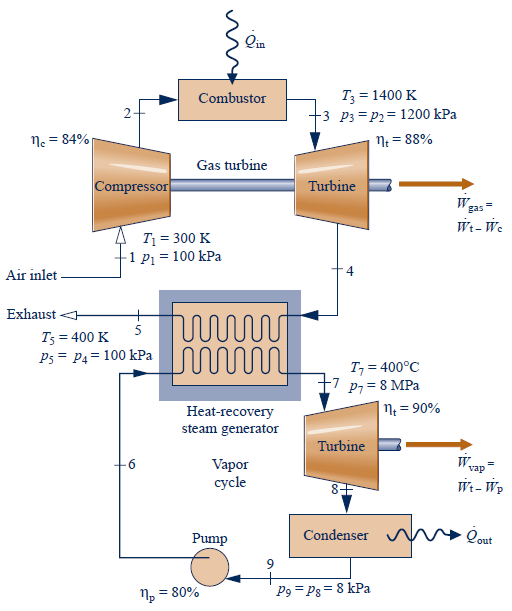 Q̇in
Combustor
T3 = 1400 K
2
3 p3 = p2 = 1200 kPa
ηc = 84%
ηt = 88%
Gas turbine
Compressor
Turbine
Ẇgas =
Ẇt – Ẇc
T1 = 300 K
1 p1 = 100 kPa
Air inlet
4
Exhaust
5
T5 = 400 K
p5 = p4 = 100 kPa
T7 = 400°C
7 p7 = 8 MPa
Heat-recovery
steam generator
ηt = 90%
Turbine
6
Vapor
cycle
Ẇvap =
Ẇt – Ẇp
8
Pump
Condenser
Q̇out
9
ηp = 80%
p9 = p8 = 8 kPa